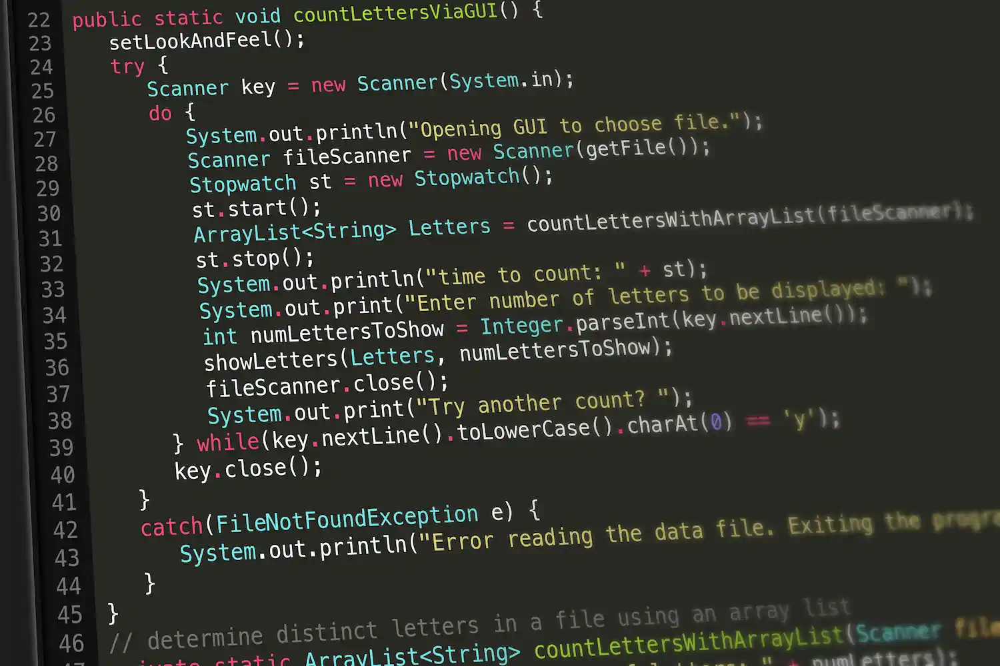 22 public static void countLettersViaGUI() {
23 setLookAndFeel();
24 try {
25 Scanner key = new Scanner(System.in);
26 do {
27 System.out.println("Opening GUI to choose file.");
28 Scanner fileScanner = new Scanner(getFile());
29 Stopwatch st = new Stopwatch();
30 st.start();
31 ArrayList<String> Letters = countLettersWithArrayList(fileScanner);
32 st.stop();
33 System.out.println("time to count: " + st);
34 System.out.print("Enter number of letters to be displayed: ");
35 int numLettersToShow = Integer.parseInt(key.nextLine());
36 showLetters(Letters, numLettersToShow);
37 fileScanner.close();
38 System.out.print("Try another count? ");
39 } while(key.nextLine().toLowerCase().charAt(0) == 'y');
40 key.close();
41 }
42 catch(FileNotFoundException e) {
43 System.out.println("Error reading the data file. Exiting the progr
44 }
45 }
46 // determine distinct letters in a file using an array list
static ArrayList<String> countLettersWithArrayList(Scanner file